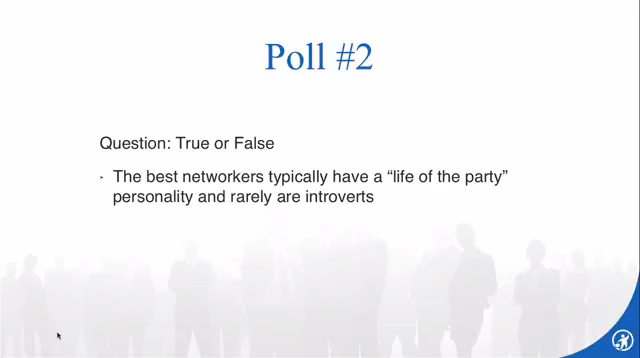 Poll #2
Question: True or False
‣ The best networkers typically have a “life of the party”
personality and rarely are introverts